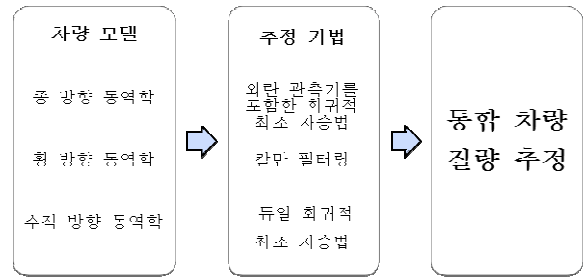 차량 모델
종 방향 동역학
횡 방향 동역학
수직 방향 동역학
추정 기법
외란 관측기를
포함한 회귀적
최소 자승법
칼만 필터링
듀얼 회귀적
최소 자승법
통합 차량
질량 추정